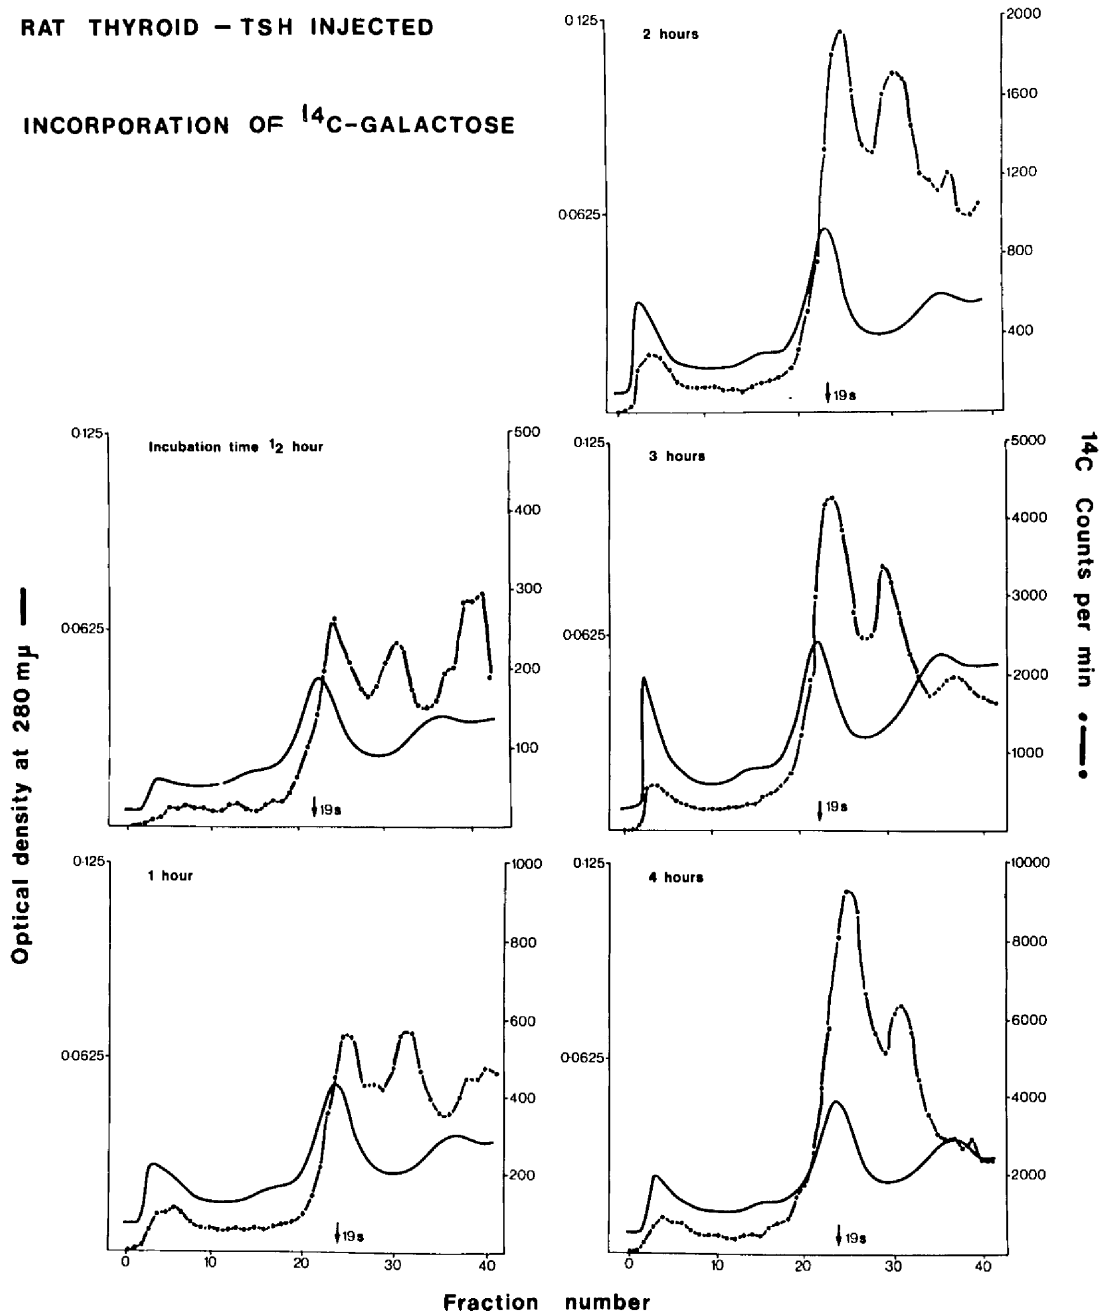 RAT THYROID – TSH INJECTED
INCORPORATION OF ¹⁴C-GALACTOSE
2 hours
0·125
0·0625
2000
1600
1200
800
400
19s
Incubation time ½ hour
0·125
0·0625
500
400
300
200
100
19s
3 hours
0·125
0·0625
5000
4000
3000
2000
1000
19s
1 hour
0·125
0·0625
1000
800
600
400
200
19s
0 10 20 30 40
4 hours
0·125
0·0625
10000
8000
6000
4000
2000
19s
0 10 20 30 40
Optical density at 280 mµ
¹⁴C Counts per min
Fraction number